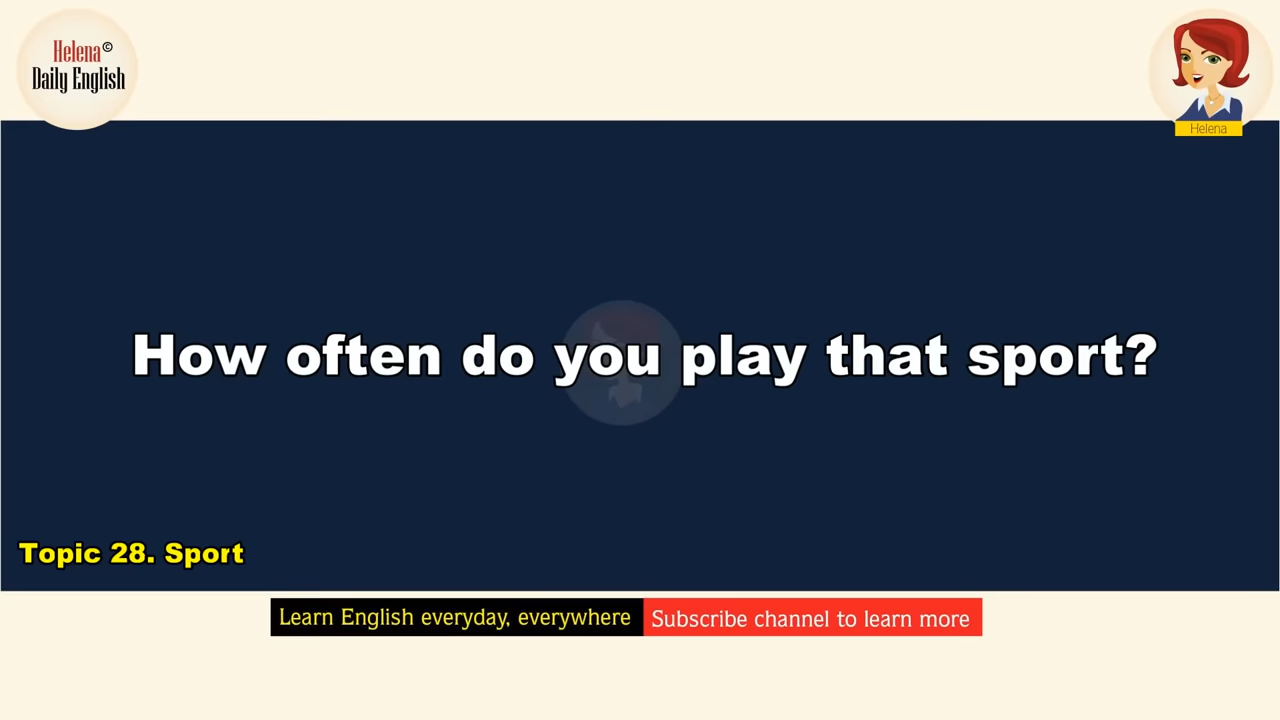 Helena©
Daily English
Helena
How often do you play that sport?
Topic 28. Sport
Learn English everyday, everywhere
Subscribe channel to learn more